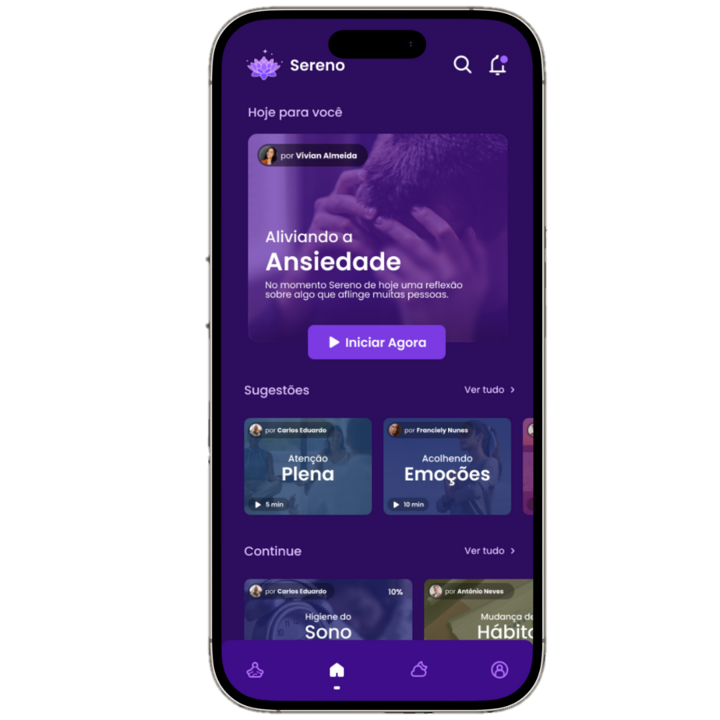 Sereno
Hoje para você
por Vivian Almeida
Aliviando a
Ansiedade
No momento Sereno de hoje uma reflexão
sobre algo que aflinge muitas pessoas.
Iniciar Agora
Sugestões
Ver tudo >
por Carlos Eduardo
Atenção
Plena
5 min
por Franciely Nunes
Acolhendo
Emoções
10 min
Continue
Ver tudo >
por Carlos Eduardo
10%
Higiene do
Sono
por Antônio Neves
Mudança de